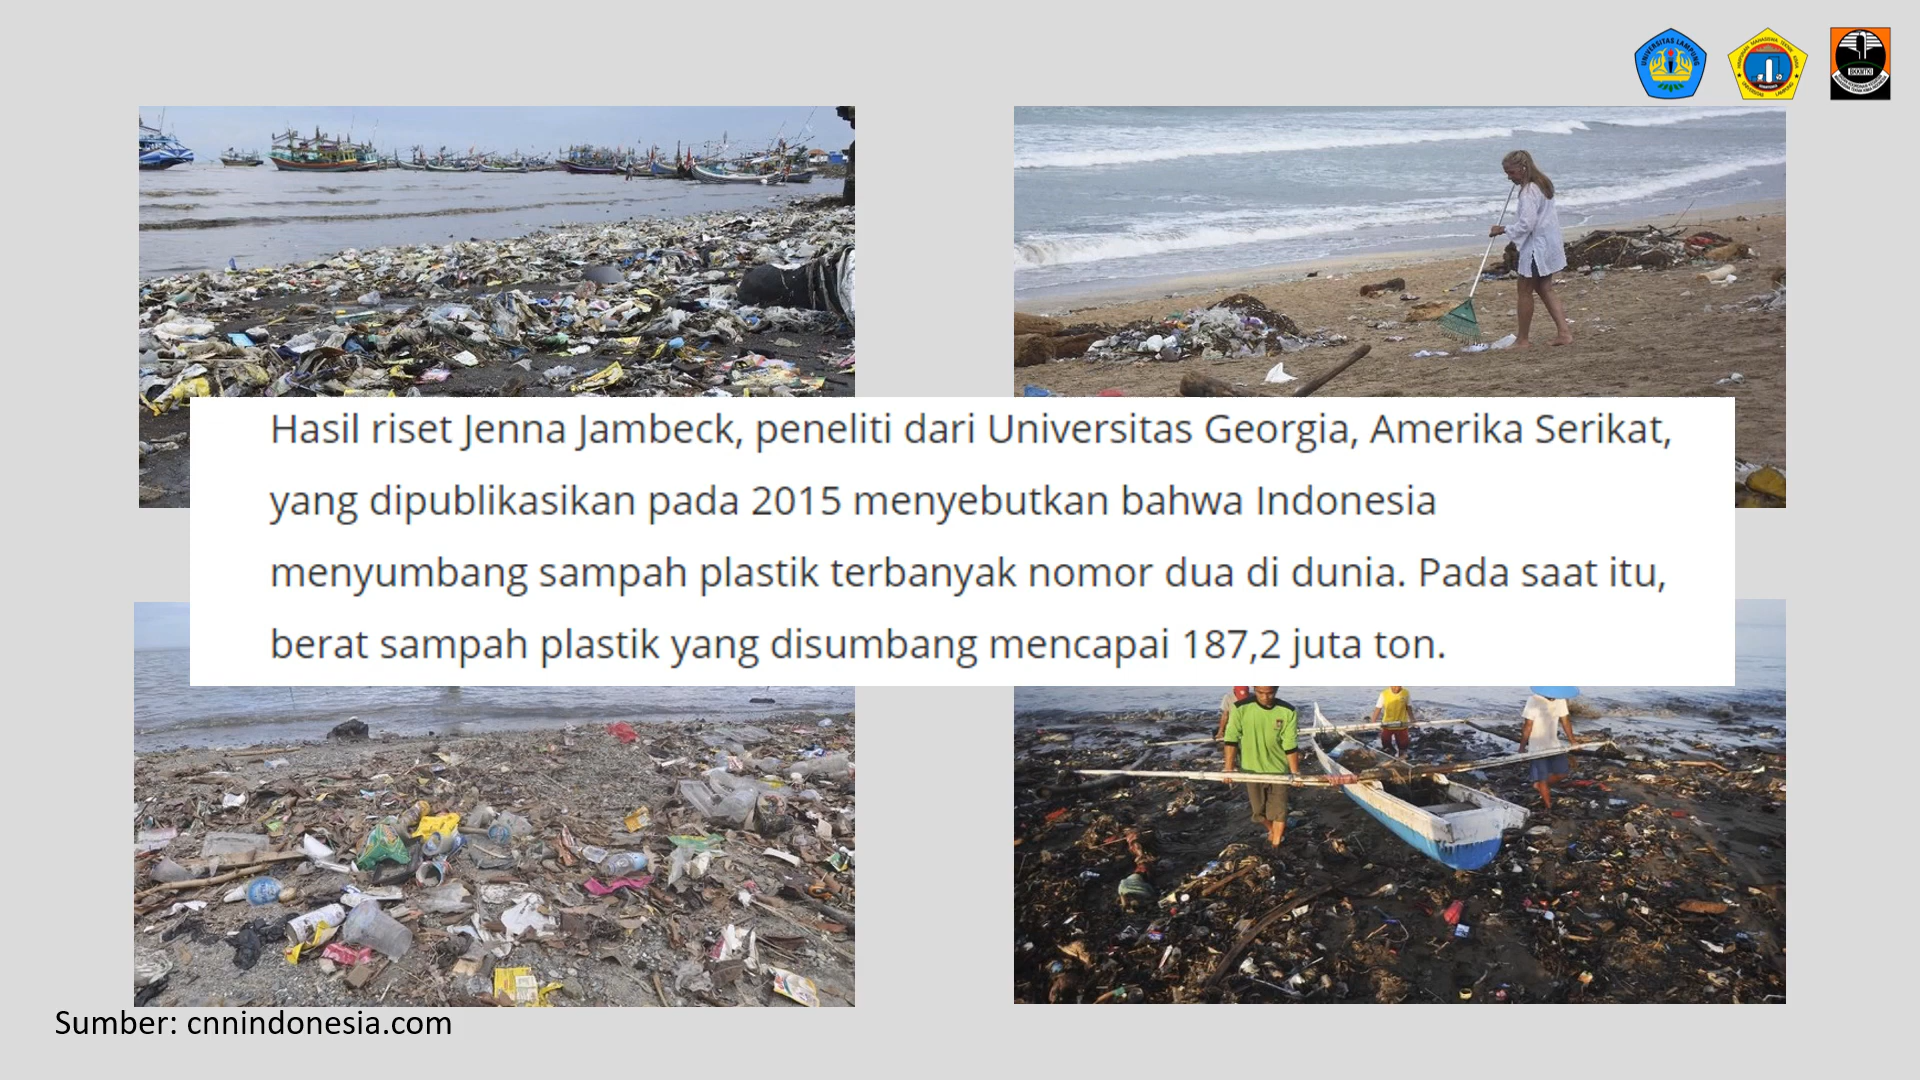 UNIVERSITAS LAMPUNG
Hasil riset Jenna Jambeck, peneliti dari Universitas Georgia, Amerika Serikat,
yang dipublikasikan pada 2015 menyebutkan bahwa Indonesia
menyumbang sampah plastik terbanyak nomor dua di dunia. Pada saat itu,
berat sampah plastik yang disumbang mencapai 187,2 juta ton.
Sumber: cnnindonesia.com